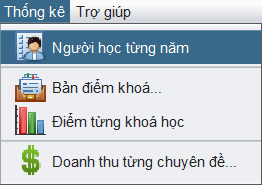 Thống kê Trợ giúp
Người học từng năm
Bản điểm khoá...
Điểm từng khoá học
Doanh thu từng chuyên đề...